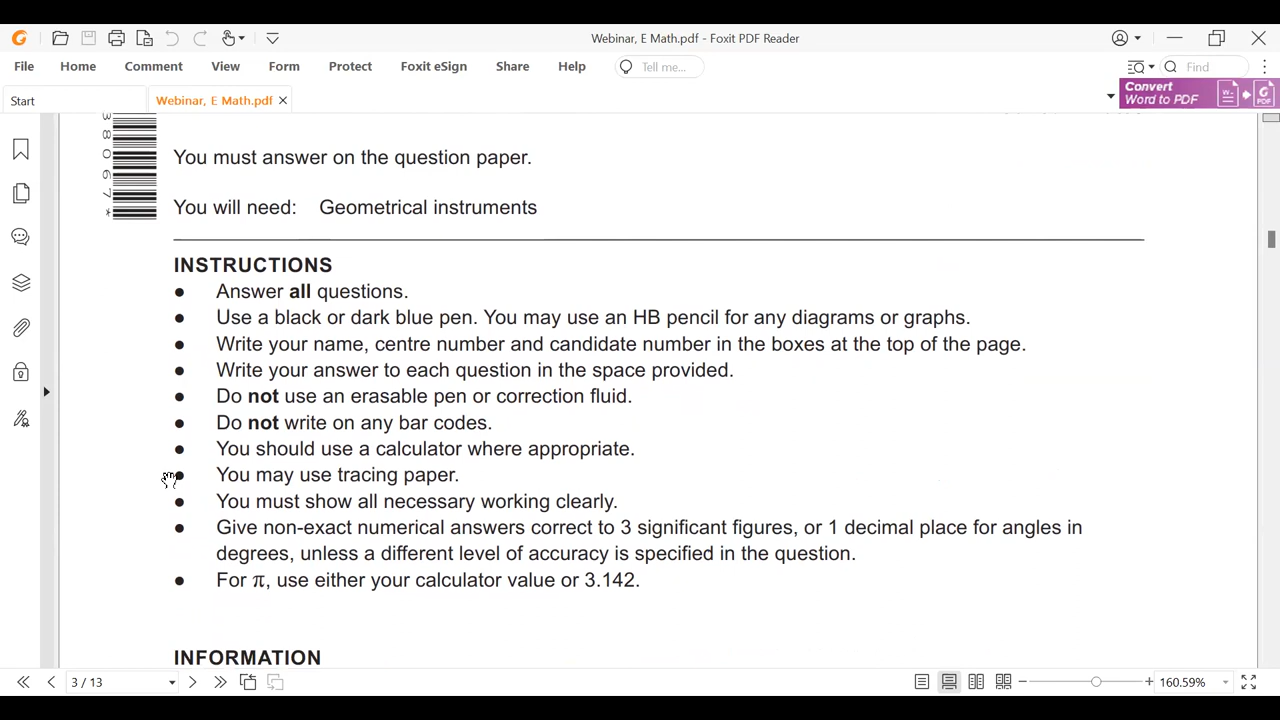 Webinar, E Math.pdf - Foxit PDF Reader
File Home Comment View Form Protect Foxit eSign Share Help Tell me... Find
Start Webinar, E Math.pdf
Convert
Word to PDF
38067*
You must answer on the question paper.
You will need: Geometrical instruments
INSTRUCTIONS
● Answer all questions.
● Use a black or dark blue pen. You may use an HB pencil for any diagrams or graphs.
● Write your name, centre number and candidate number in the boxes at the top of the page.
● Write your answer to each question in the space provided.
● Do not use an erasable pen or correction fluid.
● Do not write on any bar codes.
● You should use a calculator where appropriate.
● You may use tracing paper.
● You must show all necessary working clearly.
● Give non-exact numerical answers correct to 3 significant figures, or 1 decimal place for angles in
degrees, unless a different level of accuracy is specified in the question.
● For π, use either your calculator value or 3.142.
INFORMATION
3 / 13 160.59%